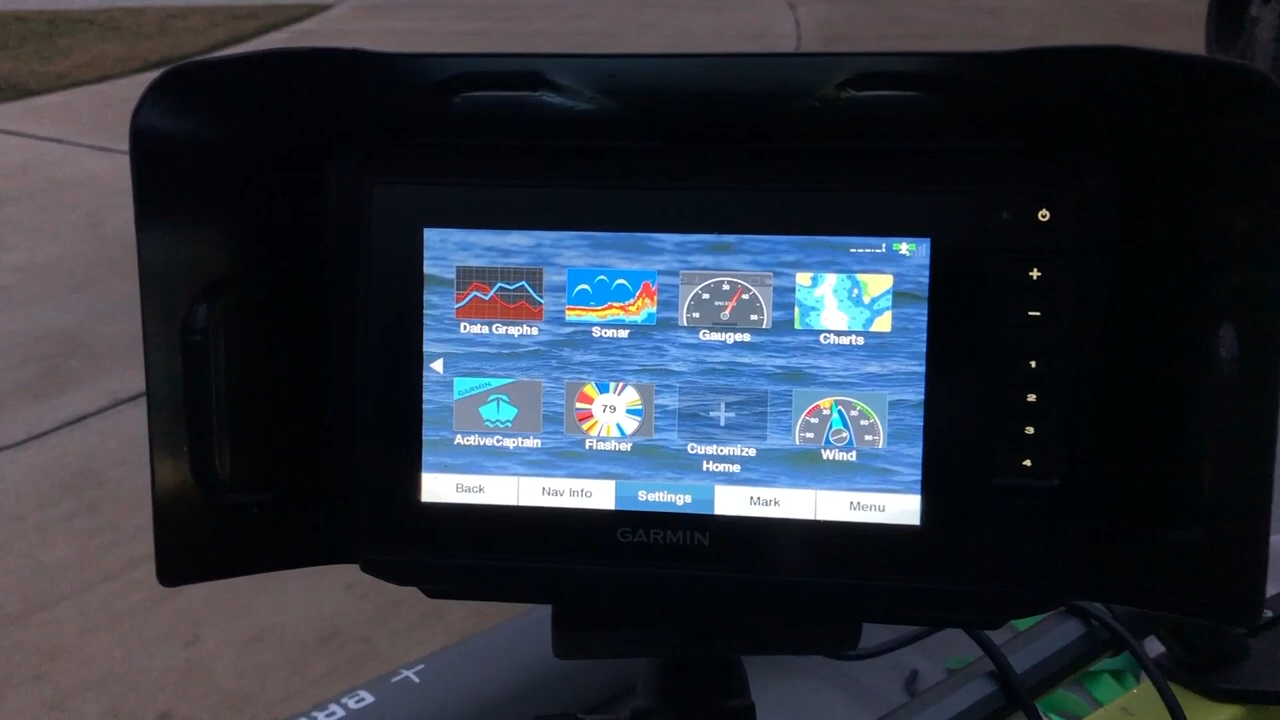 Data Graphs
Sonar
Gauges
Charts
GARMIN
ActiveCaptain
79
Flasher
Customize
Home
Wind
Back
Nav Info
Settings
Mark
Menu
GARMIN
+
−
1
2
3
4
+ BR